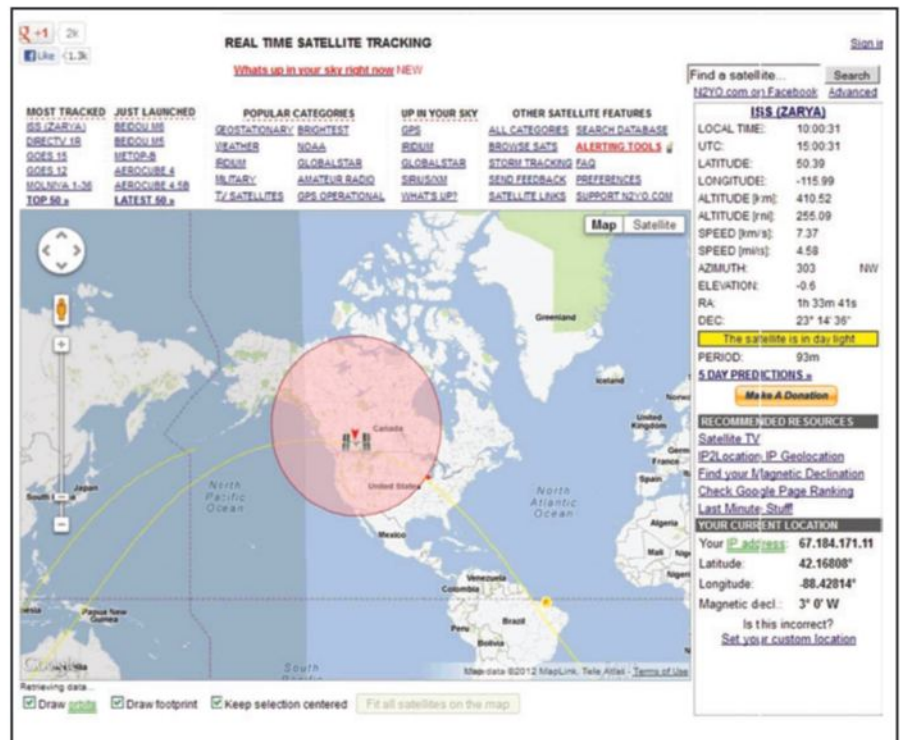 +1 2k
Like 1.3k
REAL TIME SATELLITE TRACKING
Whats up in your sky right now NEW
Sign in
Find a satellite... Search
N2YO.com on Facebook Advanced
MOST TRACKED
ISS (ZARYA)
DIRECTV 1R
GOES 15
GOES 12
MOLNIYA 1-36
TOP 50 »
JUST LAUNCHED
BEIDOU M5
BEIDOU M6
METOP-B
AEROCUBE 4
AEROCUBE 4.5B
LATEST 50 »
POPULAR CATEGORIES
GEOSTATIONARY BRIGHTEST
WEATHER NOAA
IRIDIUM GLOBALSTAR
MILITARY AMATEUR RADIO
TV SATELLITES GPS OPERATIONAL
UP IN YOUR SKY
GPS
IRIDIUM
GLOBALSTAR
SIRIUS/XM
WHAT'S UP?
OTHER SATELLITE FEATURES
ALL CATEGORIES SEARCH DATABASE
BROWSE SATS ALERTING TOOLS
STORM TRACKING FAQ
SEND FEEDBACK PREFERENCES
SATELLITE LINKS SUPPORT N2YO.COM
Map Satellite
Greenland
Iceland
Norwa
Canada
United Kingdom
Germ
France
Spain
United States
North Pacific Ocean
North Atlantic Ocean
Japan
South
Algeria
Mexico
Mali Nige
Nigeri
Venezuela
Colombia
Papua New Guinea
Peru
Brazil
Bolivia
South
Map data ©2012 MapLink, Tele Atlas - Terms of Use
Retrieving data...
Draw orbits Draw footprint Keep selection centered Fit all satellites on the map
ISS (ZARYA)
LOCAL TIME: 10:00:31
UTC: 15:00:31
LATITUDE: 50.39
LONGITUDE: -115.99
ALTITUDE [km]: 410.52
ALTITUDE [mi]: 255.09
SPEED [km/s]: 7.37
SPEED [mi/s]: 4.58
AZIMUTH: 303 NW
ELEVATION: -0.6
RA: 1h 33m 41s
DEC: 23° 14' 36"
The satellite is in day light
PERIOD: 93m
5 DAY PREDICTIONS »
Make A Donation
RECOMMENDED RESOURCES
Satellite TV
IP2Location, IP Geolocation
Find your Magnetic Declination
Check Google Page Ranking
Last Minute Stuff
YOUR CURRENT LOCATION
Your IP address: 67.184.171.11
Latitude: 42.16808°
Longitude: -88.42814°
Magnetic decl.: 3° 0' W
Is this incorrect?
Set your custom location